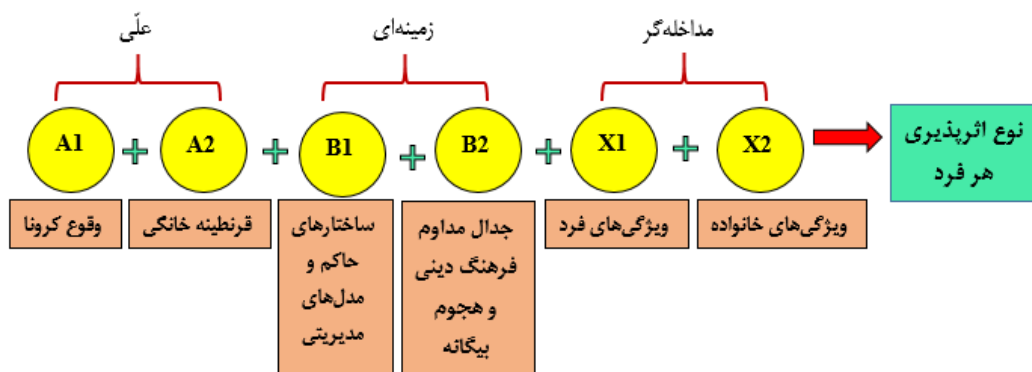 علّی
زمینه‌ای
مداخله‌گر
A1
+
A2
+
B1
+
B2
+
X1
+
X2
نوع اثرپذیری
هر فرد
وقوع کرونا
قرنطینه خانگی
ساختارهای
حاکم و
مدل‌های
مدیریتی
جدال مداوم
فرهنگ دینی
و هجوم
بیگانه
ویژگی‌های فرد
ویژگی‌های خانواده